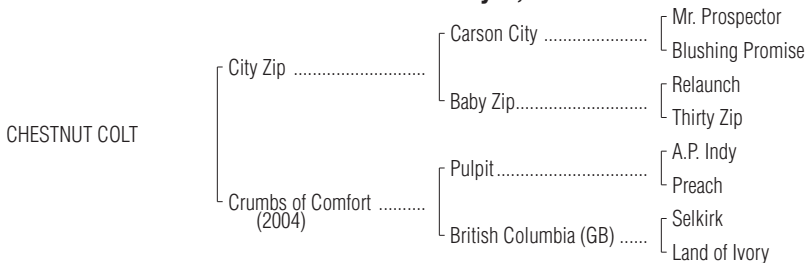 Mr. Prospector
Carson City ......................
Blushing Promise
City Zip ............................
Relaunch
Baby Zip............................
Thirty Zip
CHESTNUT COLT
A.P. Indy
Pulpit................................
Preach
Crumbs of Comfort ..........
(2004)
Selkirk
British Columbia (GB) ......
Land of Ivory